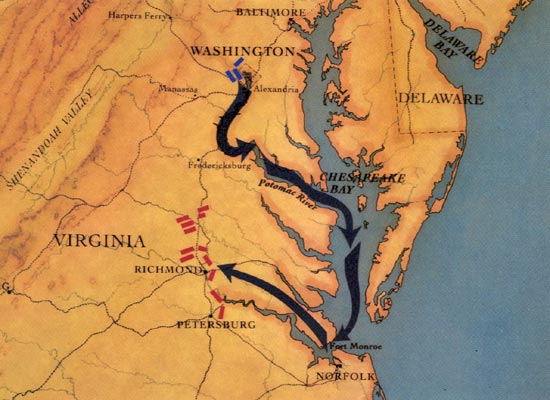 Harpers Ferry
BALTIMORE
ALLEG
WASHINGTON
DELAWARE
BAY
Manassas
Alexandria
DELAWARE
SHENANDOAH VALLEY
Fredericksburg
CHESAPEAKE
BAY
Potomac River
VIRGINIA
RICHMOND
PETERSBURG
Fort Monroe
NORFOLK